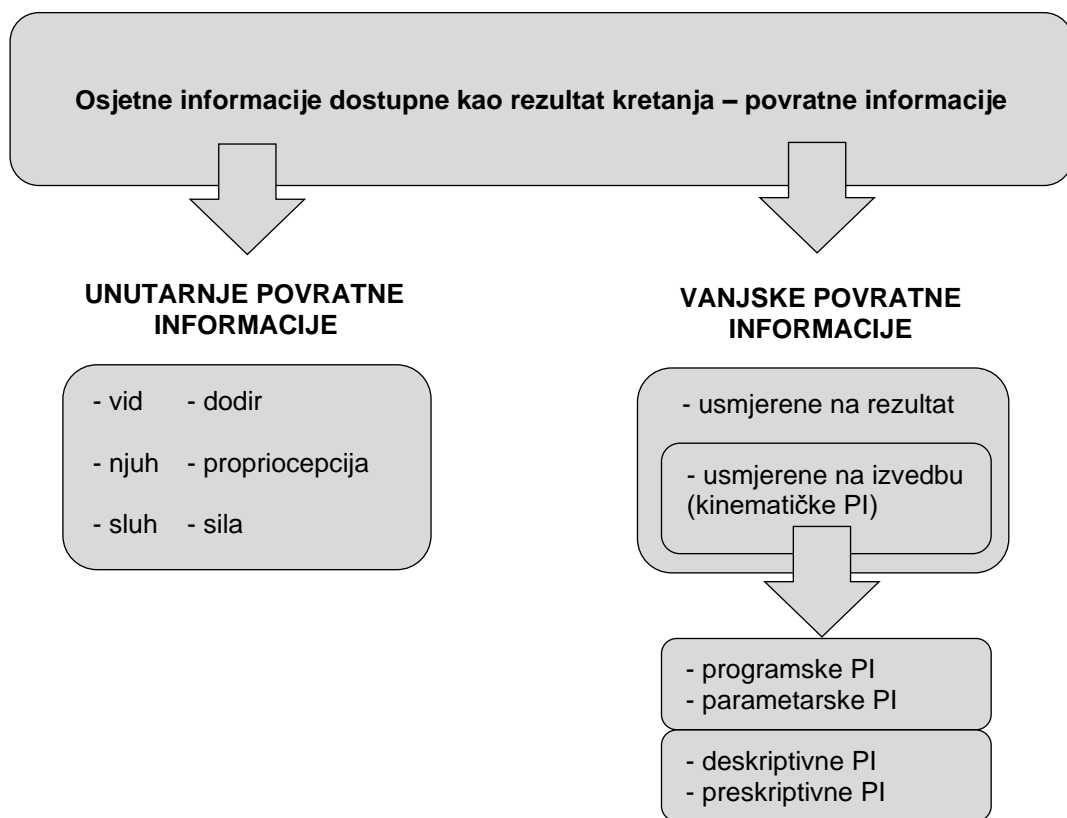 Osjetne informacije dostupne kao rezultat kretanja – povratne informacije
UNUTARNJE POVRATNE
INFORMACIJE
- vid - dodir
- njuh - propriocepcija
- sluh - sila
VANJSKE POVRATNE
INFORMACIJE
- usmjerene na rezultat
- usmjerene na izvedbu
(kinematičke PI)
- programske PI
- parametarske PI
- deskriptivne PI
- preskriptivne PI